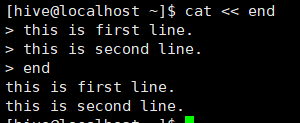 [hive@localhost ~]$ cat << end
> this is first line.
> this is second line.
> end
this is first line.
this is second line.
[hive@localhost ~]$